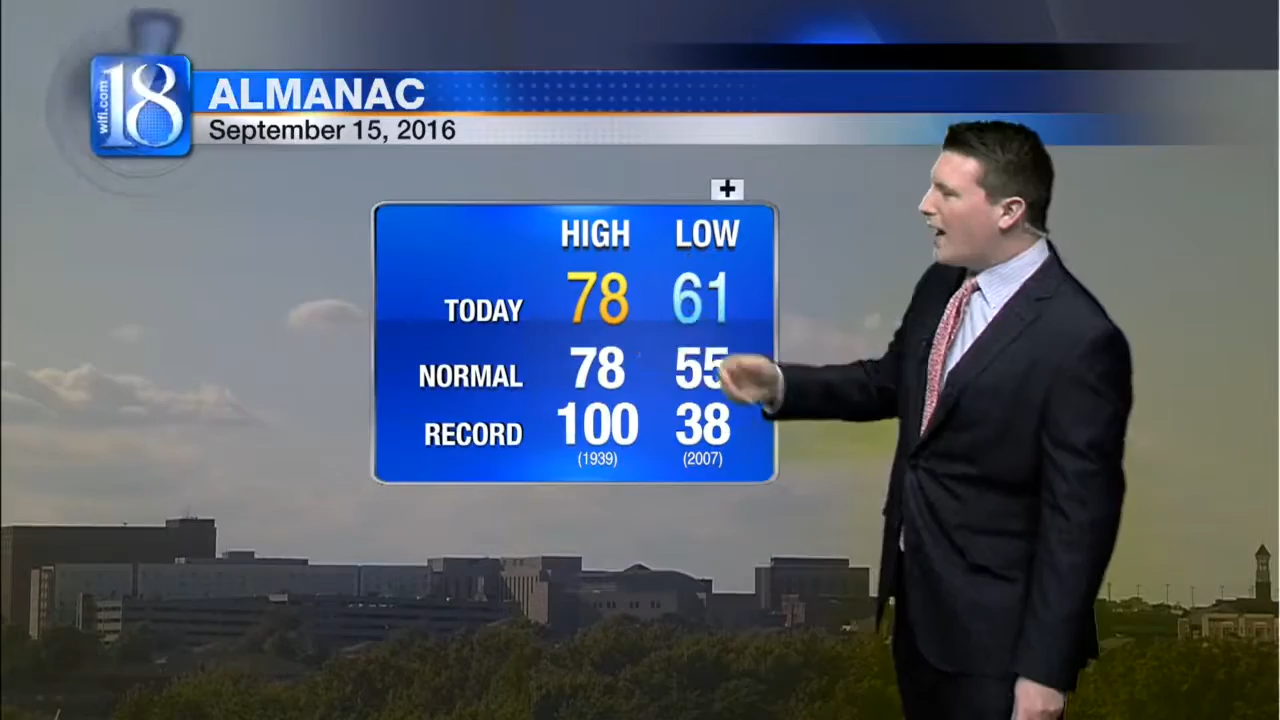 18
wlfi.com
ALMANAC
September 15, 2016
+
HIGH LOW
TODAY 78 61
NORMAL 78 55
RECORD 100 38
(1939) (2007)